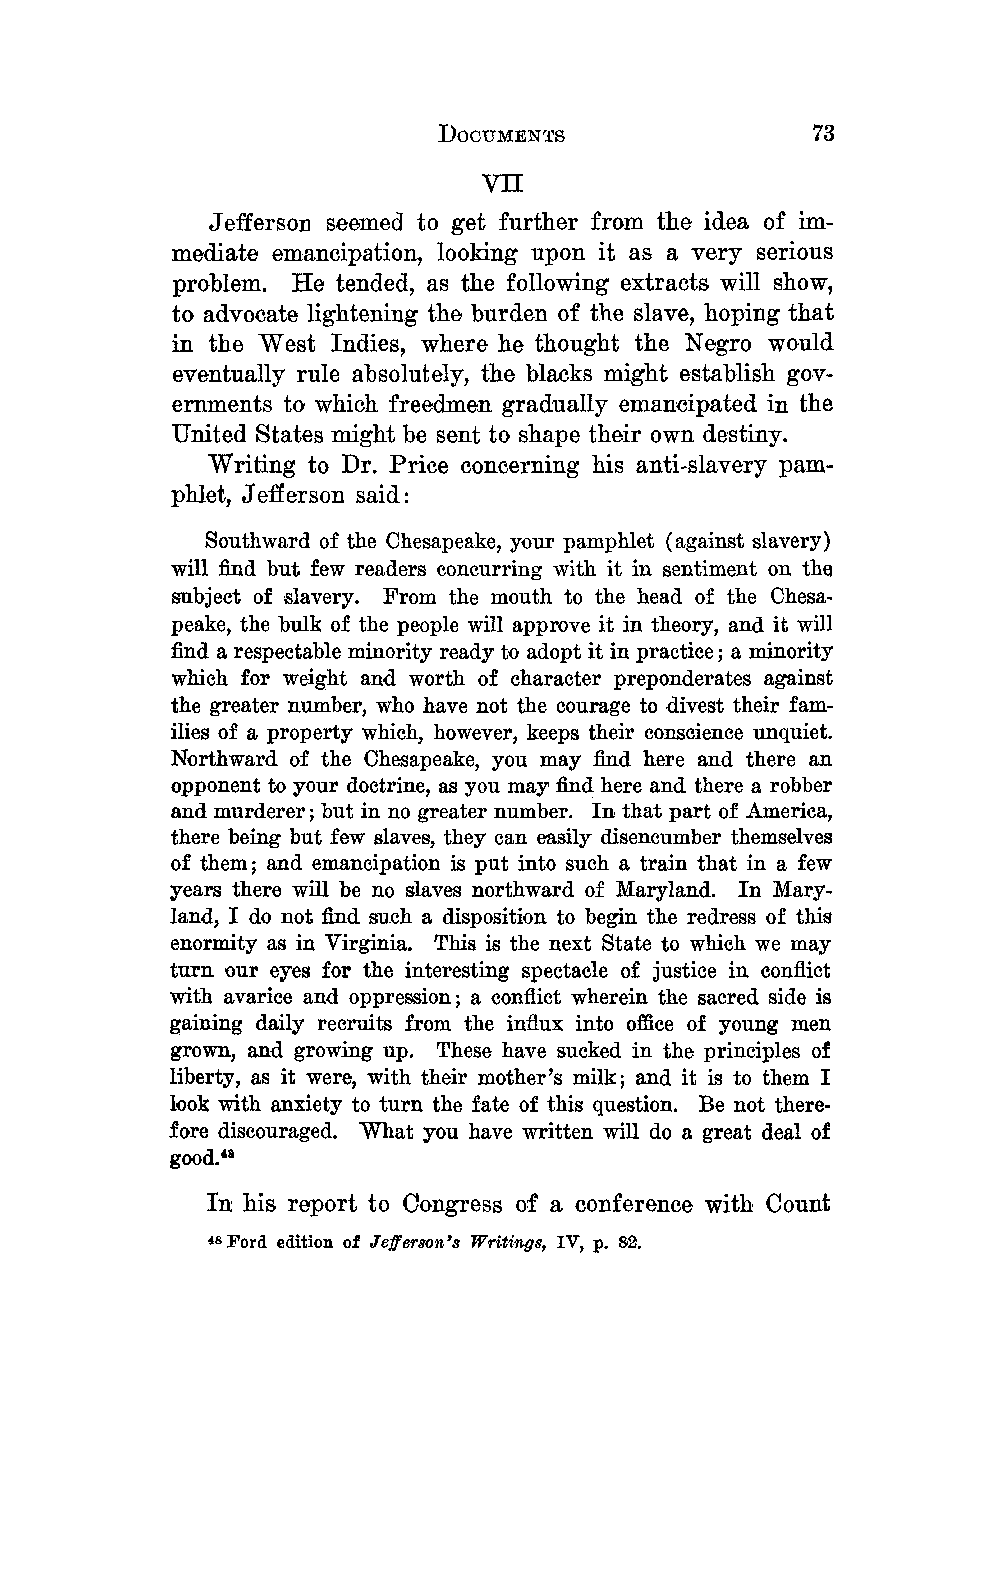 DOCUMENTS 73
VII
Jefferson seemed to get further from the idea of im-
mediate emancipation, looking upon it as a very serious
problem. He tended, as the following extracts will show,
to advocate lightening the burden of the slave, hoping that
in the West Indies, where he thought the Negro would
eventually rule absolutely, the blacks might establish gov-
ernments to which freedmen gradually emancipated in the
United States might be sent to shape their own destiny.
Writing to Dr. Price concerning his anti-slavery pam-
phlet, Jefferson said:
Southward of the Chesapeake, your pamphlet (against slavery)
will find but few readers concurring with it in sentiment on the
subject of slavery. From the mouth to the head of the Chesa-
peake, the bulk of the people will approve it in theory, and it will
find a respectable minority ready to adopt it in practice; a minority
which for weight and worth of character preponderates against
the greater number, who have not the courage to divest their fam-
ilies of a property which, however, keeps their conscience unquiet.
Northward of the Chesapeake, you may find here and there an
opponent to your doctrine, as you may find here and there a robber
and murderer; but in no greater number. In that part of America,
there being but few slaves, they can easily disencumber themselves
of them; and emancipation is put into such a train that in a few
years there will be no slaves northward of Maryland. In Mary-
land, I do not find such a disposition to begin the redress of this
enormity as in Virginia. This is the next State to which we may
turn our eyes for the interesting spectacle of justice in conflict
with avarice and oppression; a conflict wherein the sacred side is
gaining daily recruits from the influx into office of young men
grown, and growing up. These have sucked in the principles of
liberty, as it were, with their mother's milk; and it is to them I
look with anxiety to turn the fate of this question. Be not there-
fore discouraged. What you have written will do a great deal of
good.48
In his report to Congress of a conference with Count
48 Ford edition of Jefferson's Writings, IV, p. 82.